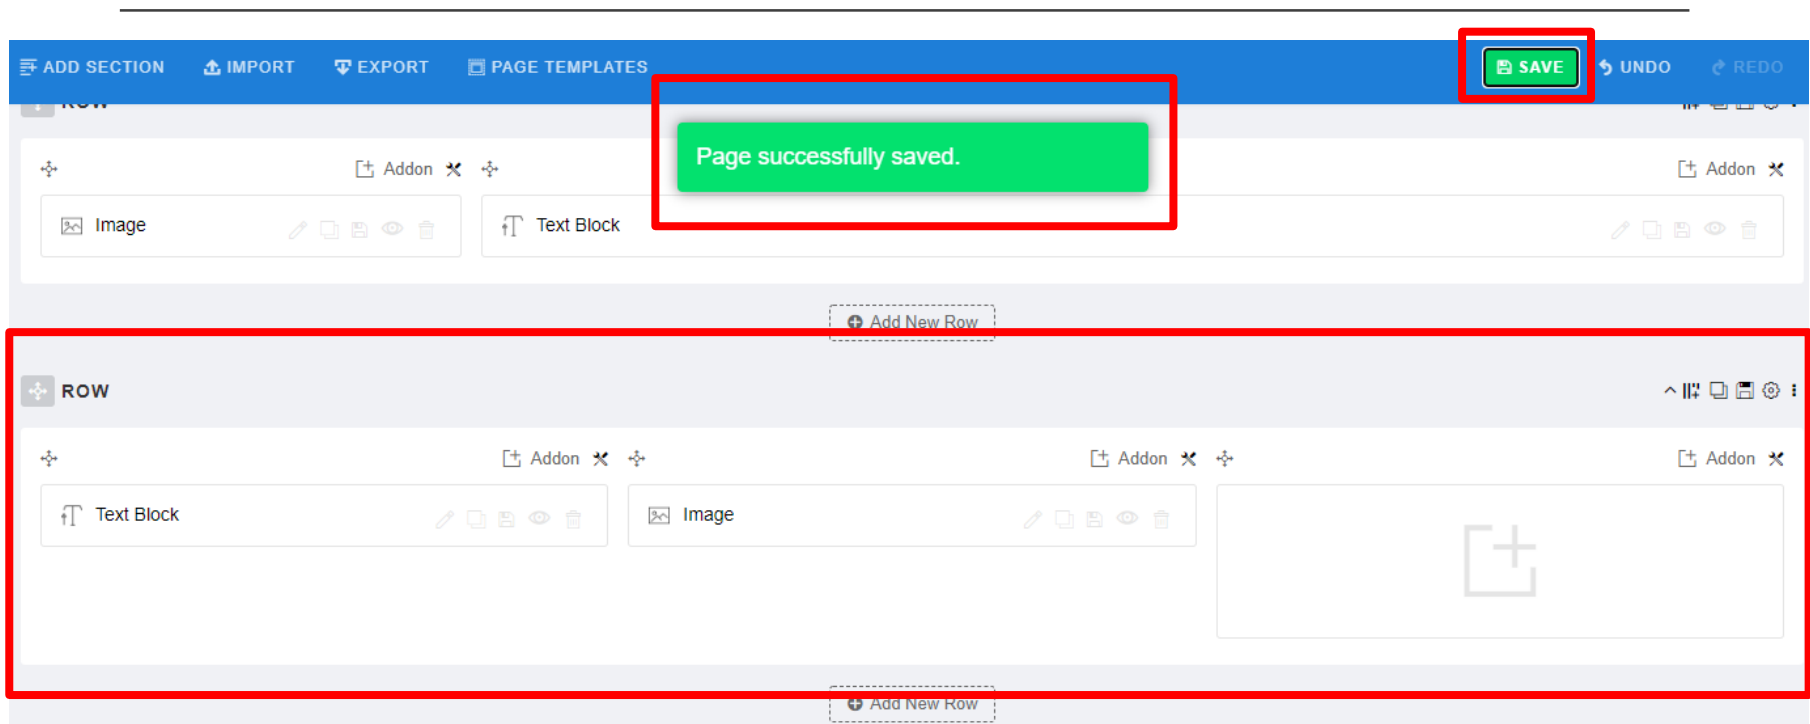 ADD SECTION IMPORT EXPORT PAGE TEMPLATES SAVE UNDO REDO
ROW
Page successfully saved.
Addon Addon
Image Text Block
Add New Row
ROW
Addon Addon Addon
Text Block Image
Add New Row